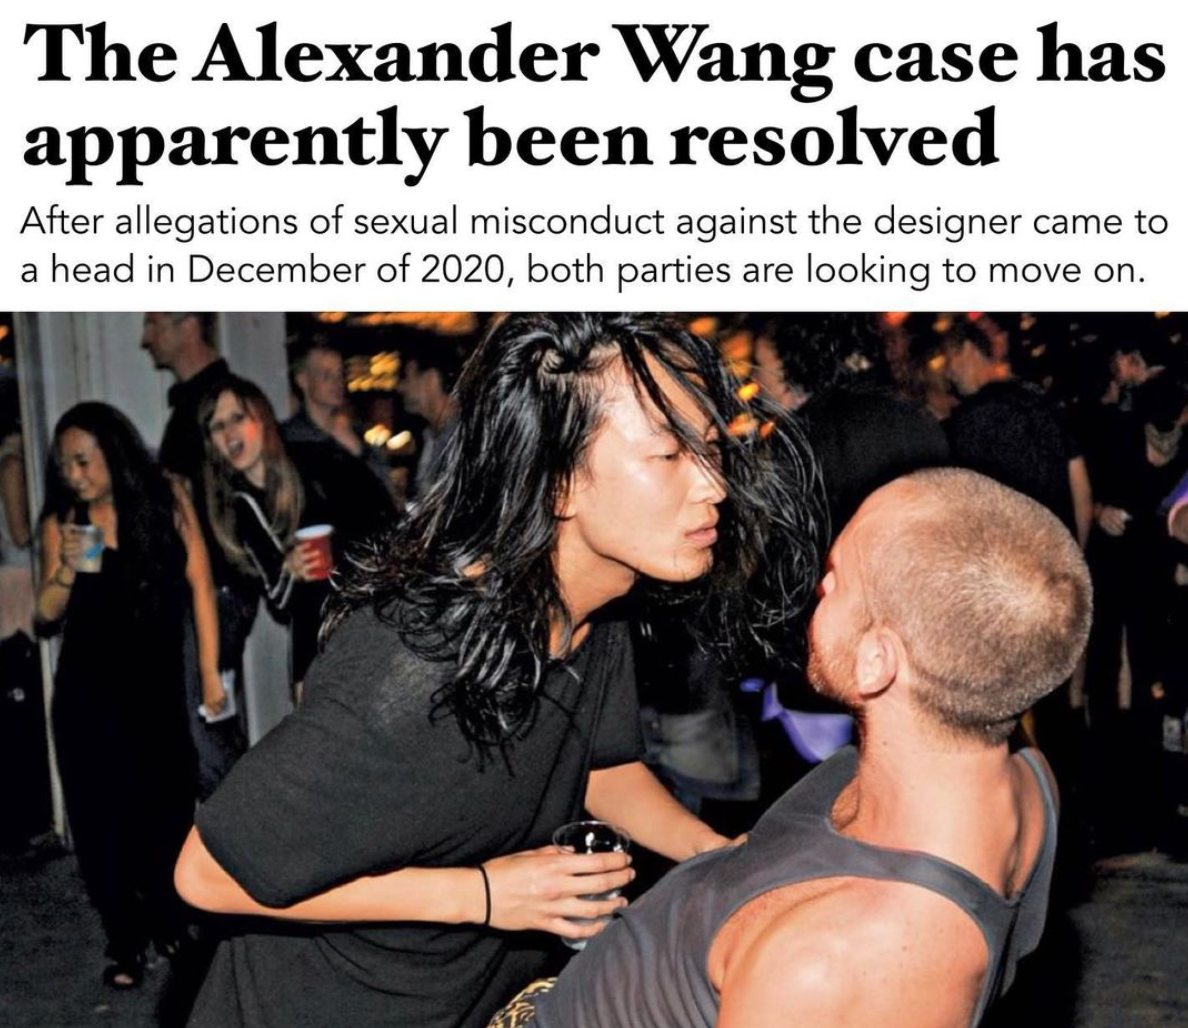 The Alexander Wang case has
apparently been resolved
After allegations of sexual misconduct against the designer came to
a head in December of 2020, both parties are looking to move on.